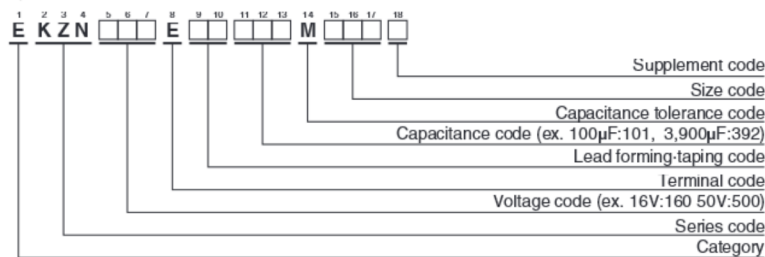 1 2 3 4 5 6 7 8 9 10 11 12 13 14 15 16 17 18
E K Z N E M
Supplement code
Size code
Capacitance tolerance code
Capacitance code (ex. 100μF:101, 3,900μF:392)
Lead forming·taping code
Terminal code
Voltage code (ex. 16V:160 50V:500)
Series code
Category